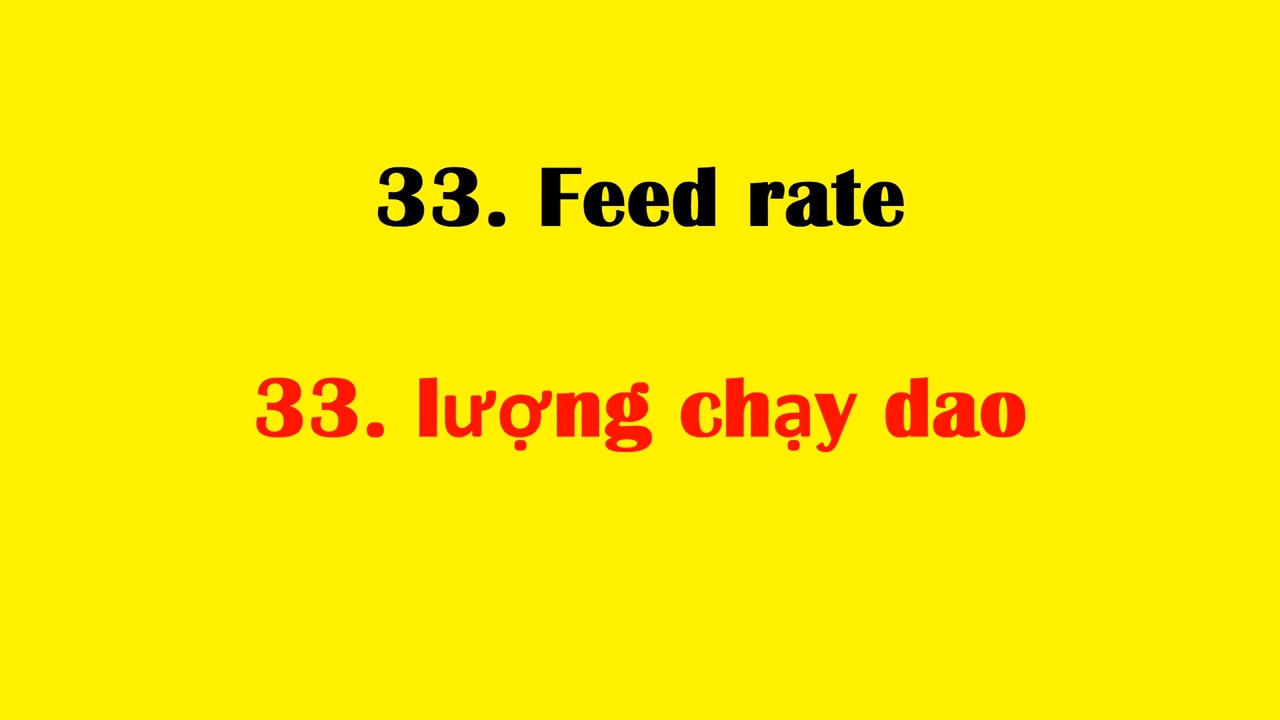 33. Feed rate
33. lượng chạy dao